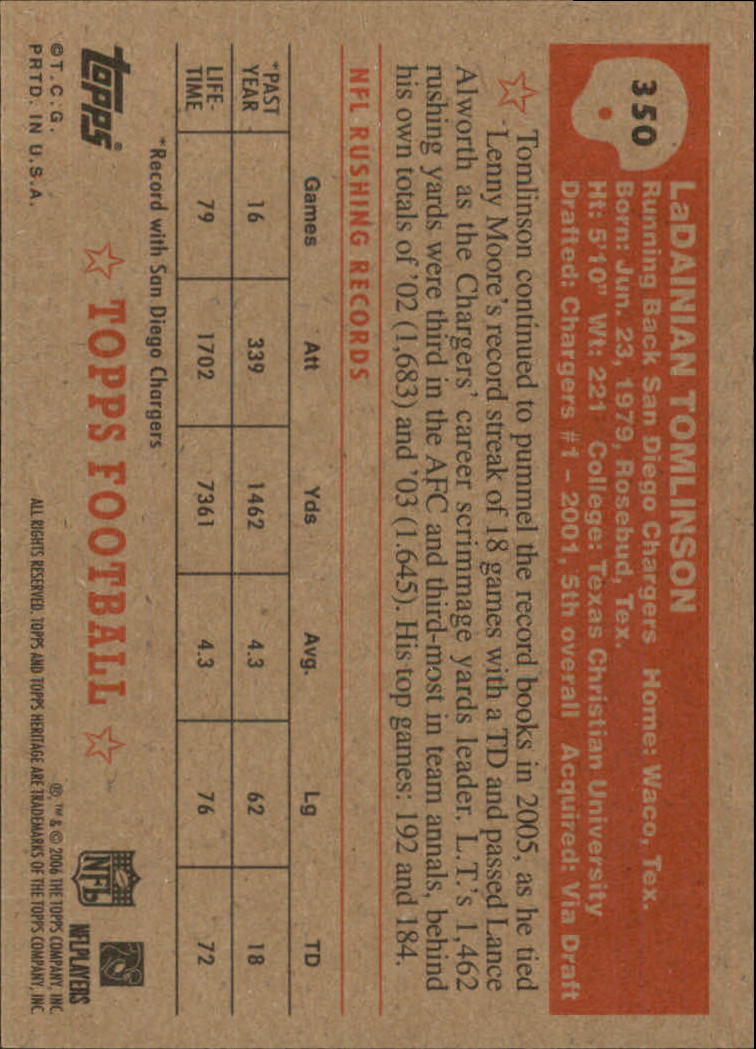 350
LaDAINIAN TOMLINSON
Running Back San Diego Chargers Home: Waco, Tex.
Born: Jun. 23, 1979, Rosebud, Tex.
Ht: 5'10" Wt: 221 College: Texas Christian University
Drafted: Chargers #1 – 2001, 5th overall Acquired: Via Draft
Tomlinson continued to pummel the record books in 2005, as he tied
Lenny Moore's record streak of 18 games with a TD and passed Lance
Alworth as the Chargers' career scrimmage yards leader. L.T.'s 1,462
rushing yards were third in the AFC and third-most in team annals, behind
his own totals of '02 (1,683) and '03 (1.645). His top games: 192 and 184.
NFL RUSHING RECORDS
Games Att Yds Avg. Lg TD
*PAST
YEAR 16 339 1462 4.3 62 18
LIFE-
TIME 79 1702 7361 4.3 76 72
*Record with San Diego Chargers
topps®
☆ TOPPS FOOTBALL ☆
NFL
NFLPLAYERS
©T.C.G.
PRTD. IN U.S.A.
®, ™ & © 2006 THE TOPPS COMPANY, INC.
ALL RIGHTS RESERVED. TOPPS AND TOPPS HERITAGE ARE TRADEMARKS OF THE TOPPS COMPANY, INC.